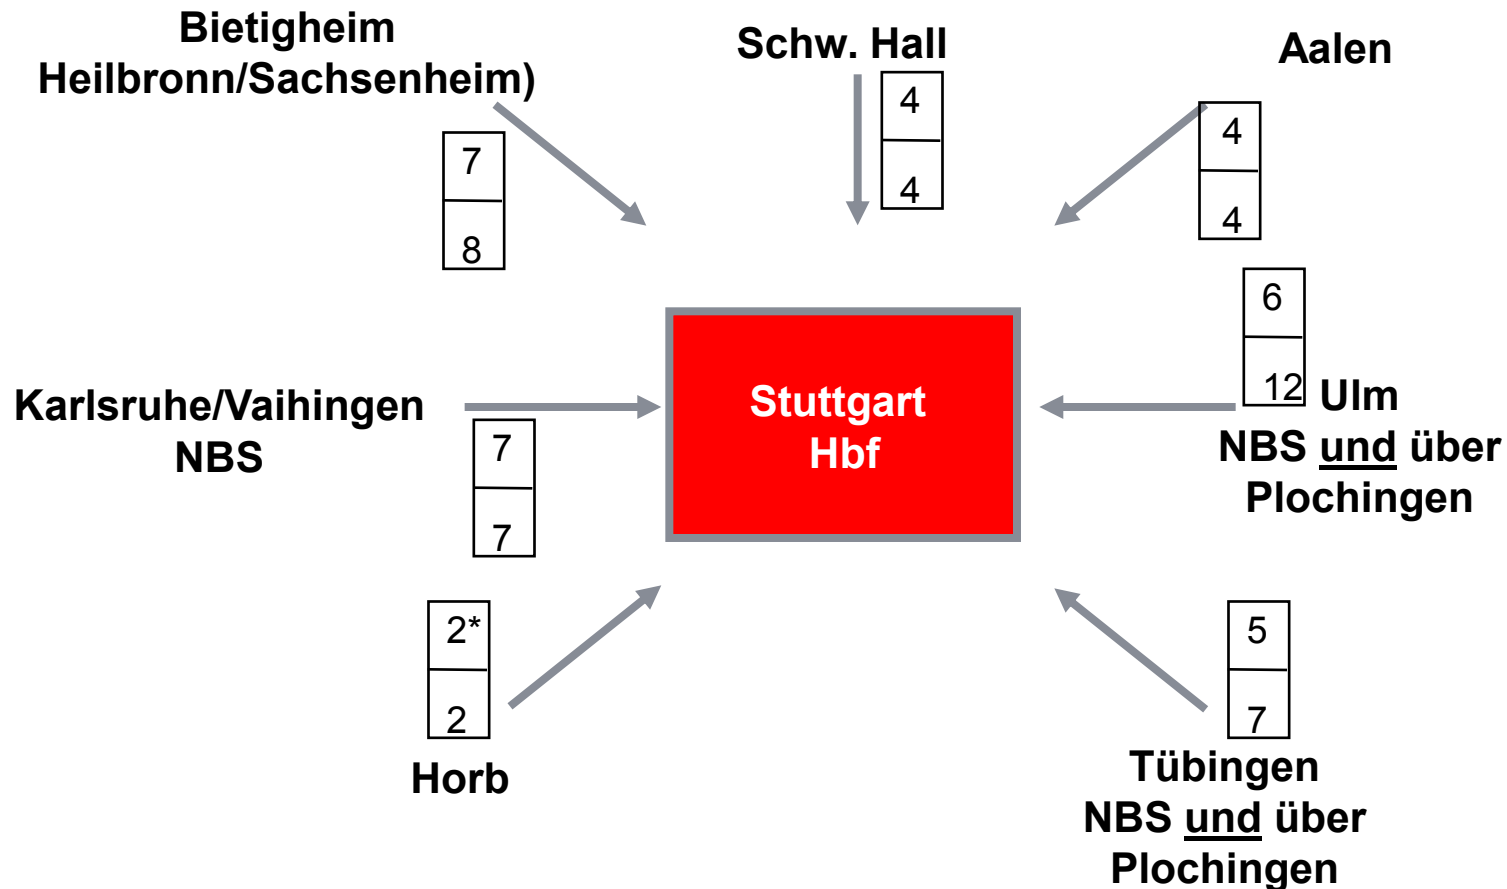 Bietigheim
Heilbronn/Sachsenheim)
7
8
Schw. Hall
4
4
Aalen
4
4
Karlsruhe/Vaihingen
NBS
7
7
Stuttgart
Hbf
6
12
Ulm
NBS und über
Plochingen
2*
2
Horb
5
7
Tübingen
NBS und über
Plochingen